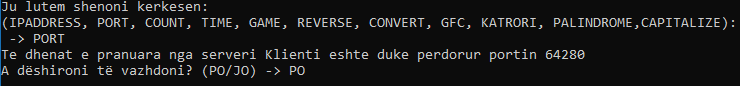 Ju lutem shenoni kerkesen:
(IPADDRESS, PORT, COUNT, TIME, GAME, REVERSE, CONVERT, GFC, KATRORI, PALINDROME,CAPITALIZE):
-> PORT
Te dhenat e pranuara nga serveri Klienti eshte duke perdorur portin 64280
A dëshironi të vazhdoni? (PO/JO) -> PO